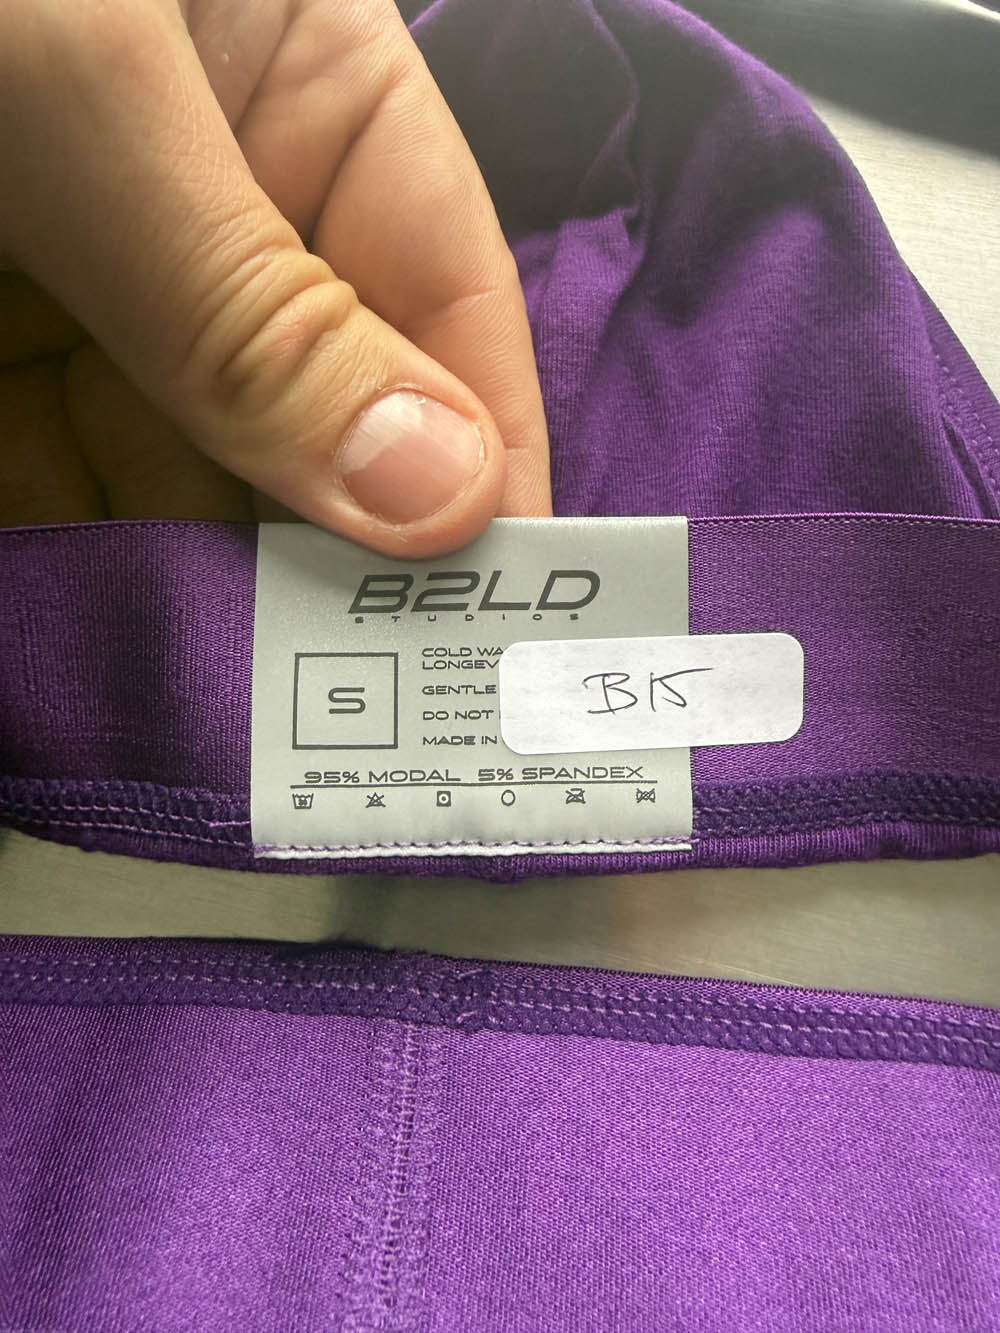 B2LD
STUDIOS
S
COLD WA
LONGEV
GENTLE
DO NOT
MADE IN
B15
95% MODAL 5% SPANDEX